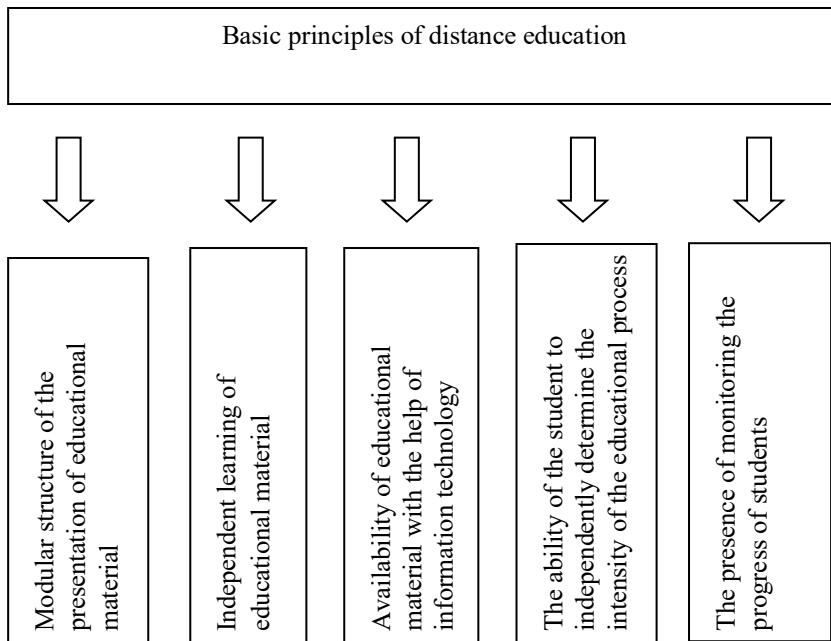 Basic principles of distance education
Modular structure of the
presentation of educational
material
Independent learning of
educational material
Availability of educational
material with the help of
information technology
The ability of the student to
independently determine the
intensity of the educational process
The presence of monitoring the
progress of students